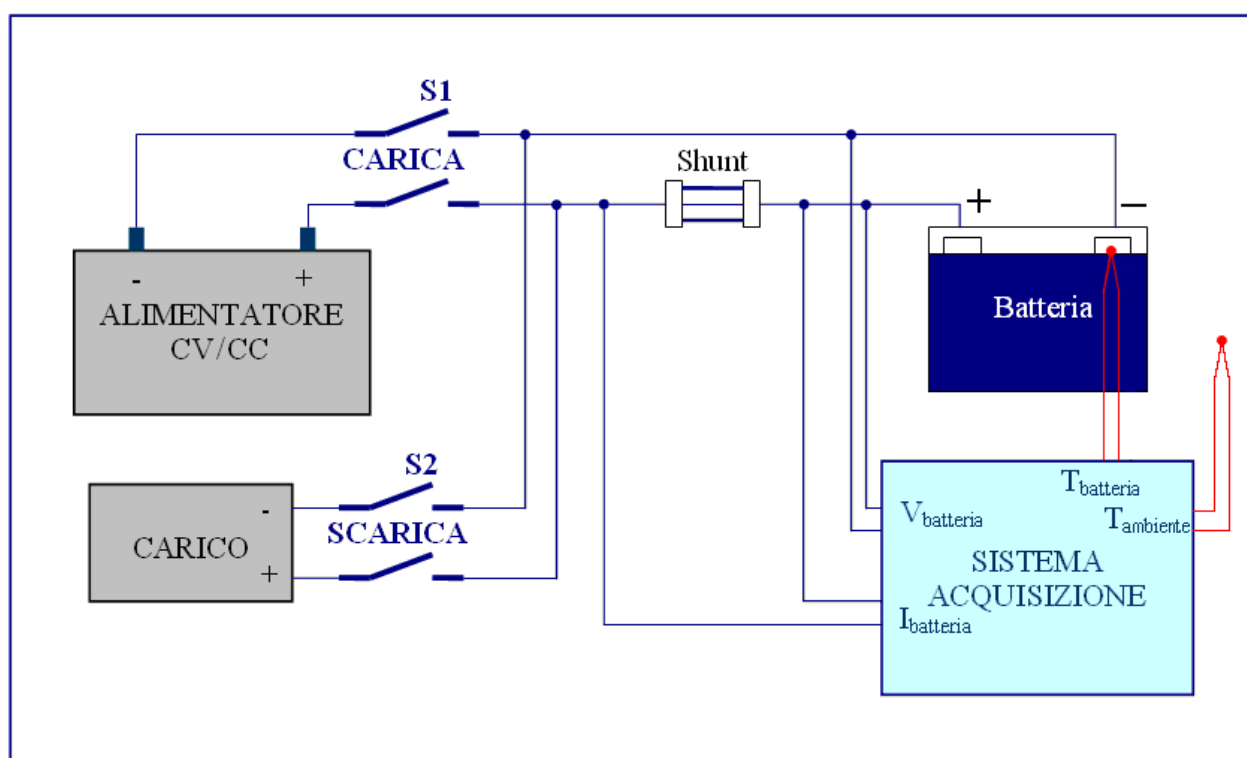 S1
CARICA
Shunt
+
−
-
+
ALIMENTATORE
CV/CC
Batteria
S2
-
SCARICA
CARICO
+
Tbatteria
Vbatteria
Tambiente
SISTEMA
ACQUISIZIONE
Ibatteria